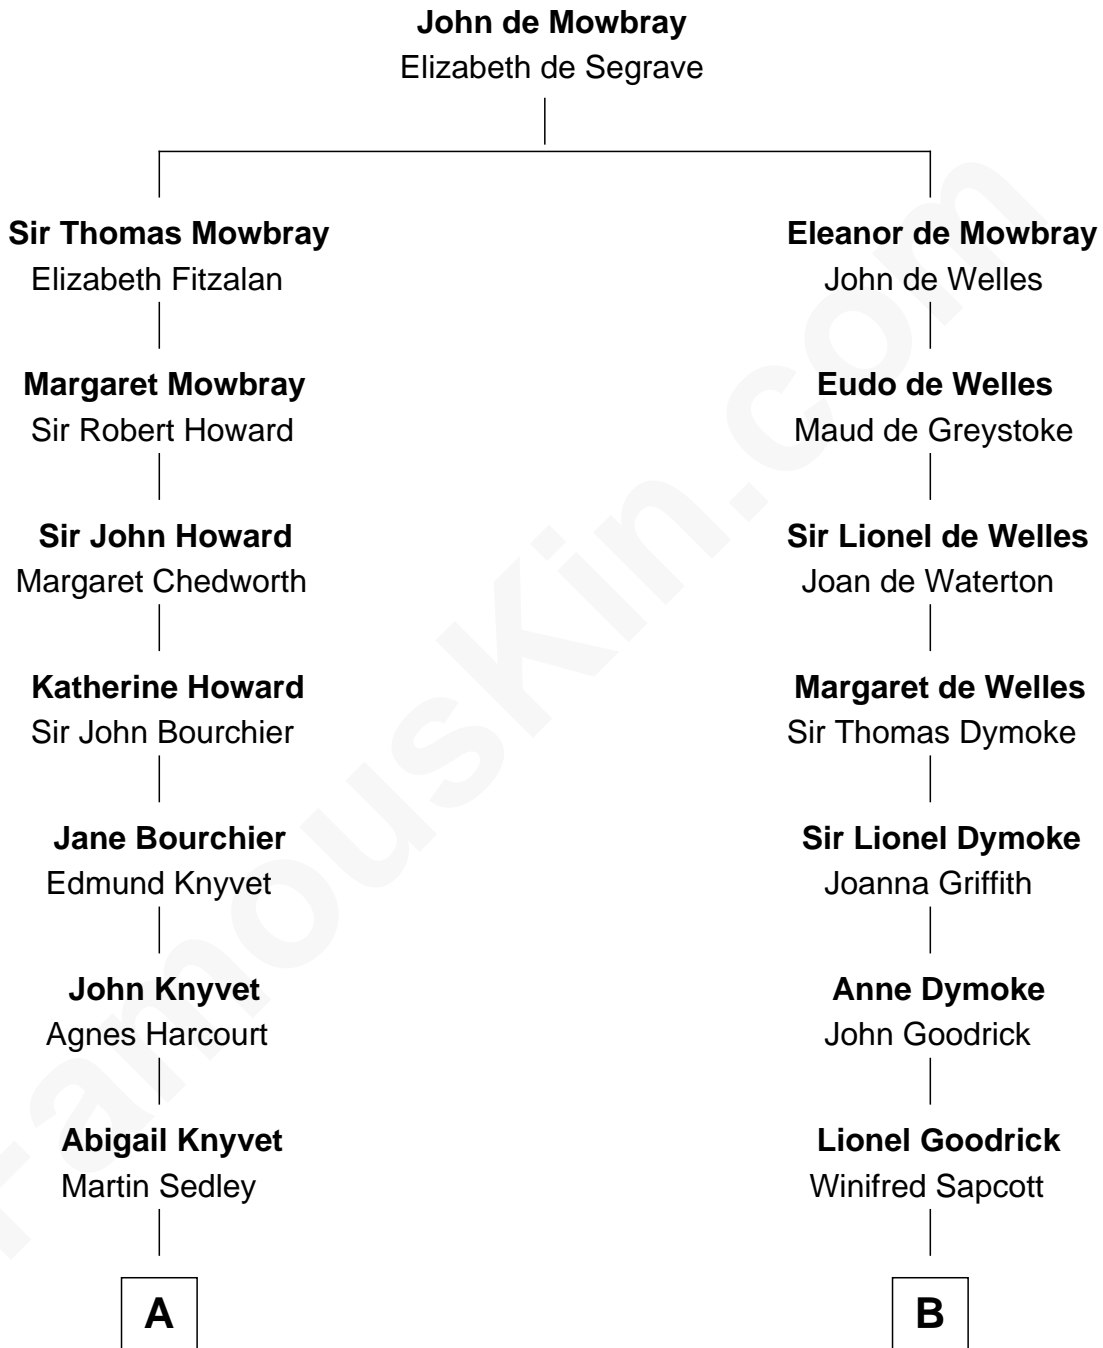 John de Mowbray
Elizabeth de Segrave
Sir Thomas Mowbray
Elizabeth Fitzalan
Eleanor de Mowbray
John de Welles
Margaret Mowbray
Sir Robert Howard
Eudo de Welles
Maud de Greystoke
Sir John Howard
Margaret Chedworth
Sir Lionel de Welles
Joan de Waterton
Katherine Howard
Sir John Bourchier
Margaret de Welles
Sir Thomas Dymoke
Jane Bourchier
Edmund Knyvet
Sir Lionel Dymoke
Joanna Griffith
John Knyvet
Agnes Harcourt
Anne Dymoke
John Goodrick
Abigail Knyvet
Martin Sedley
Lionel Goodrick
Winifred Sapcott
A
B
FamousKin.com